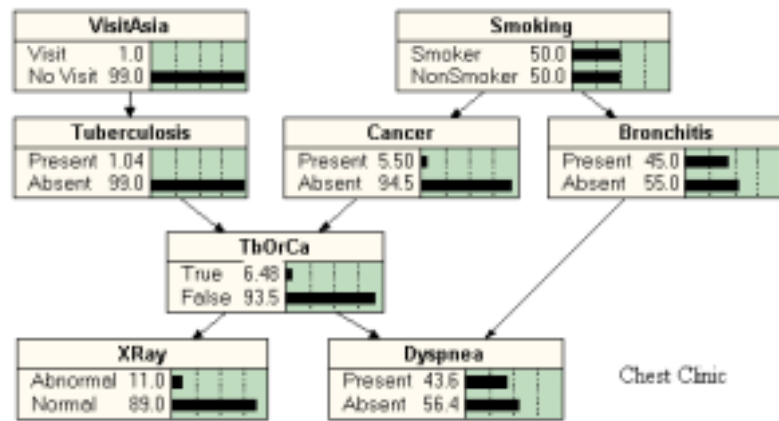 VisitAsia
Visit 1.0
No Visit 99.0
Smoking
Smoker 50.0
NonSmoker 50.0
Tuberculosis
Present 1.04
Absent 99.0
Cancer
Present 5.50
Absent 94.5
Bronchitis
Present 45.0
Absent 55.0
TbOrCa
True 6.48
False 93.5
XRay
Abnormal 11.0
Normal 89.0
Dyspnea
Present 43.6
Absent 56.4
Chest Clinic